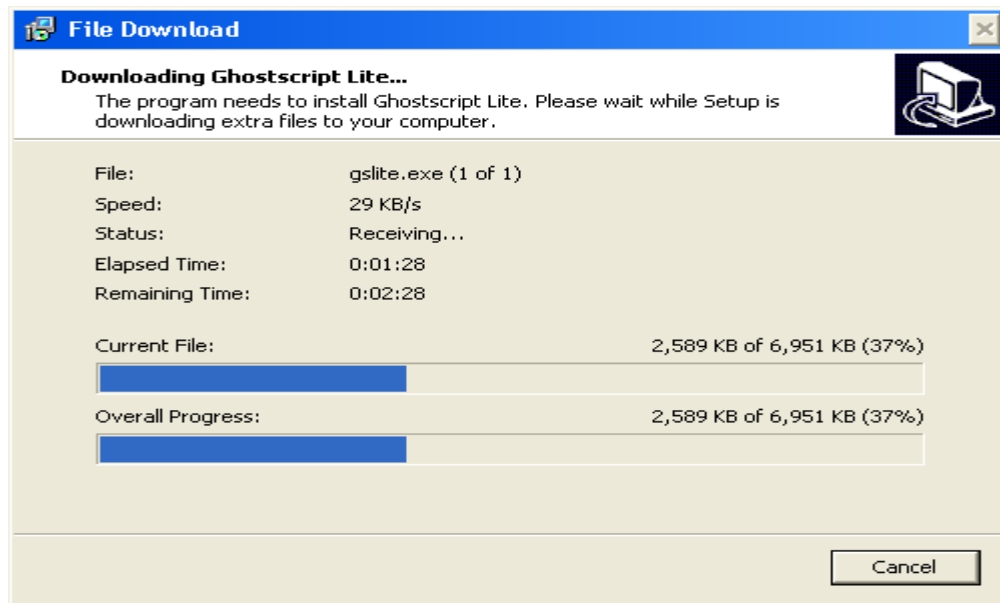 File Download
Downloading Ghostscript Lite...
The program needs to install Ghostscript Lite. Please wait while Setup is
downloading extra files to your computer.
File: gslite.exe (1 of 1)
Speed: 29 KB/s
Status: Receiving...
Elapsed Time: 0:01:28
Remaining Time: 0:02:28
Current File: 2,589 KB of 6,951 KB (37%)
Overall Progress: 2,589 KB of 6,951 KB (37%)
Cancel